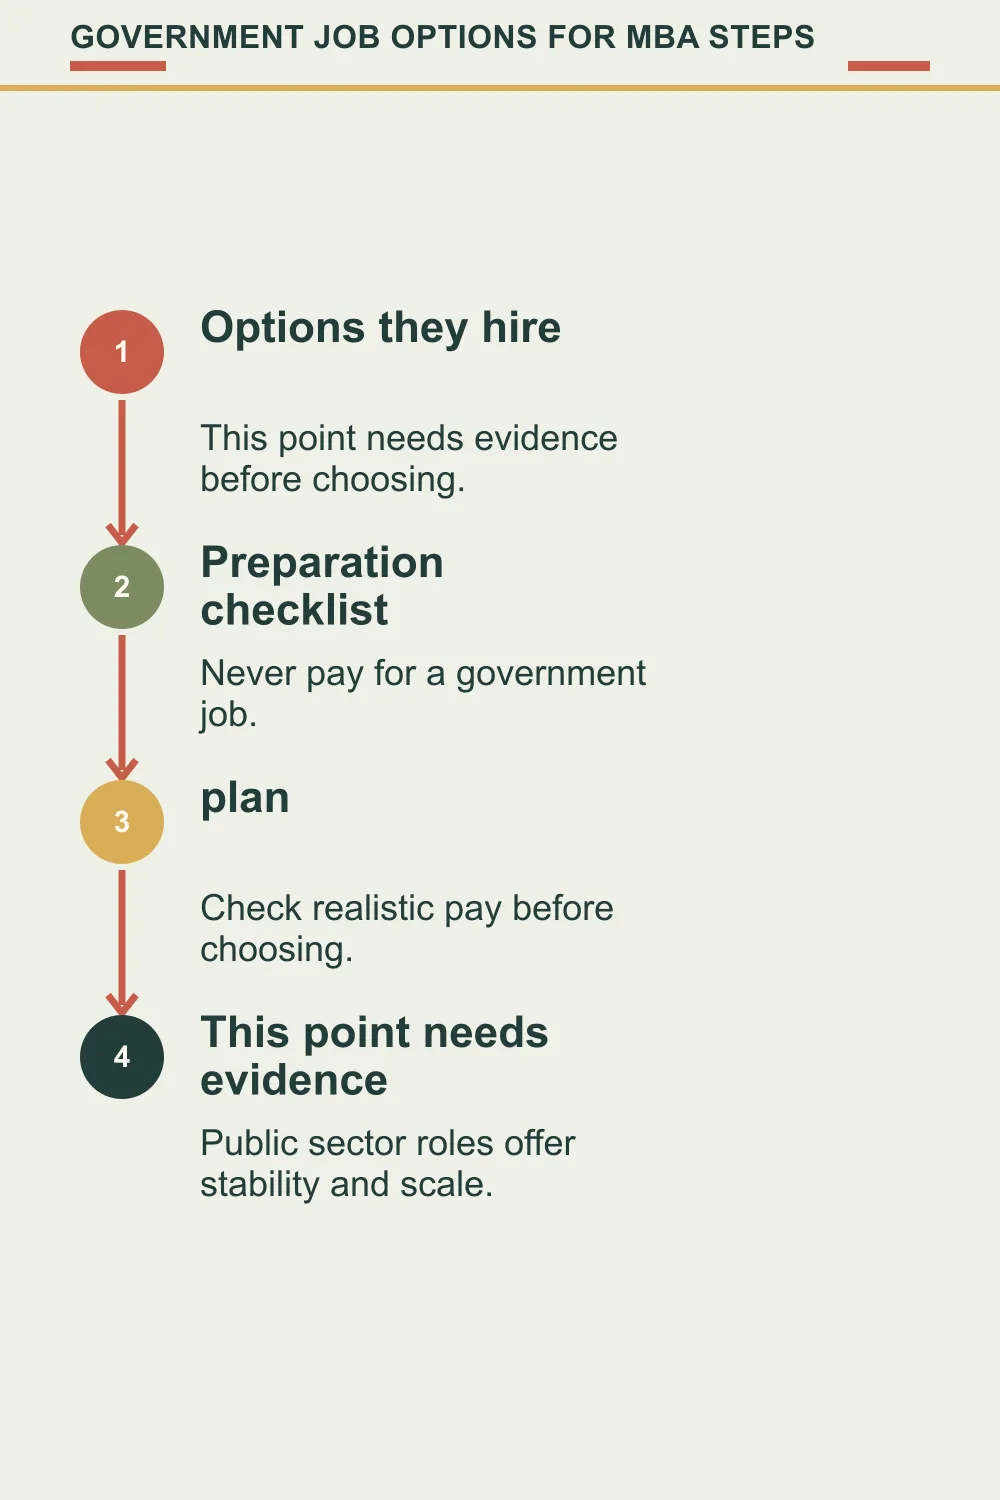 GOVERNMENT JOB OPTIONS FOR MBA STEPS
1
Options they hire
This point needs evidence
before choosing.
2
Preparation
checklist
Never pay for a government
job.
3
plan
Check realistic pay before
choosing.
4
This point needs
evidence
Public sector roles offer
stability and scale.